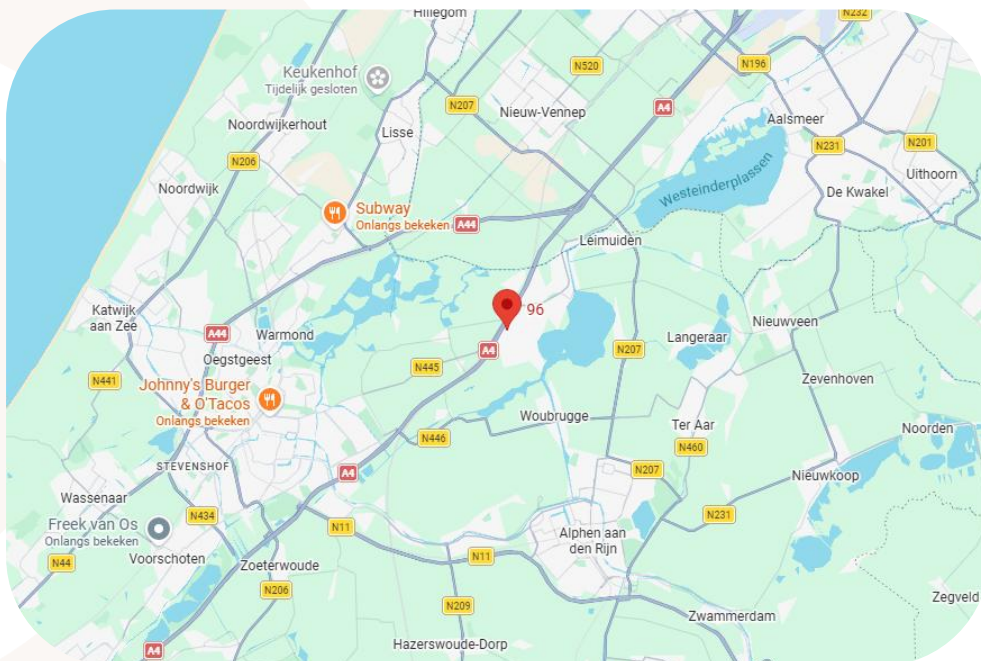 Hillegom
N232
Keukenhof
Tijdelijk gesloten
N520
N196
N207
Nieuw-Vennep
A4
Aalsmeer
Noordwijkerhout
Lisse
N206
N231
N201
Uithoorn
Noordwijk
Westeinderplassen
De Kwakel
Subway
Onlangs bekeken
A44
Leimuiden
96
Katwijk
aan Zee
A44
Warmond
Nieuwveen
Langeraar
A4
N207
Oegstgeest
N445
N441
Zevenhoven
Johnny's Burger
& O'Tacos
Onlangs bekeken
Woubrugge
Ter Aar
Noorden
N446
N460
STEVENSHOF
A4
N207
Nieuwkoop
Wassenaar
N434
N231
Freek van Os
Onlangs bekeken
N11
Alphen aan
den Rijn
N44
Voorschoten
Zoeterwoude
N11
N206
N209
Zegveld
Zwammerdam
A4
Hazerswoude-Dorp